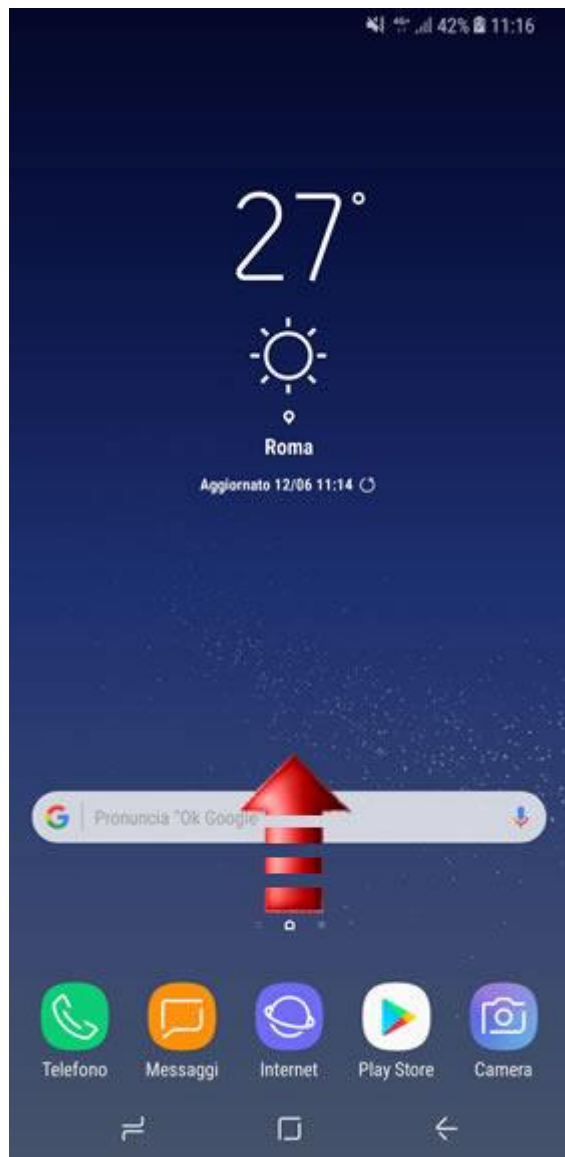 42% 11:16
27°
Roma
Aggiornato 12/06 11:14
Pronuncia "Ok Google
Telefono Messaggi Internet Play Store Camera